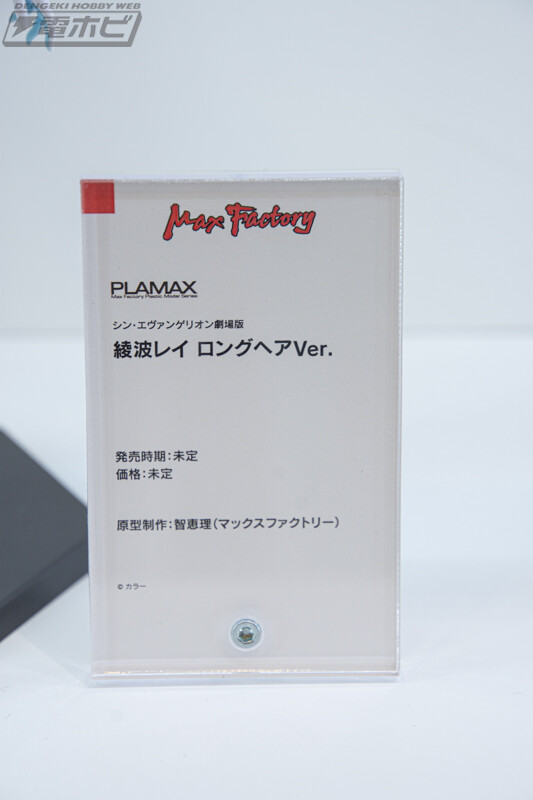 DENGEKI HOBBY WEB
電ホビ
Max Factory
PLAMAX
Max Factory Plastic Model Series
シン・エヴァンゲリオン劇場版
綾波レイ ロングヘアVer.
発売時期：未定
価格：未定
原型制作：智恵理（マックスファクトリー）
© カラー